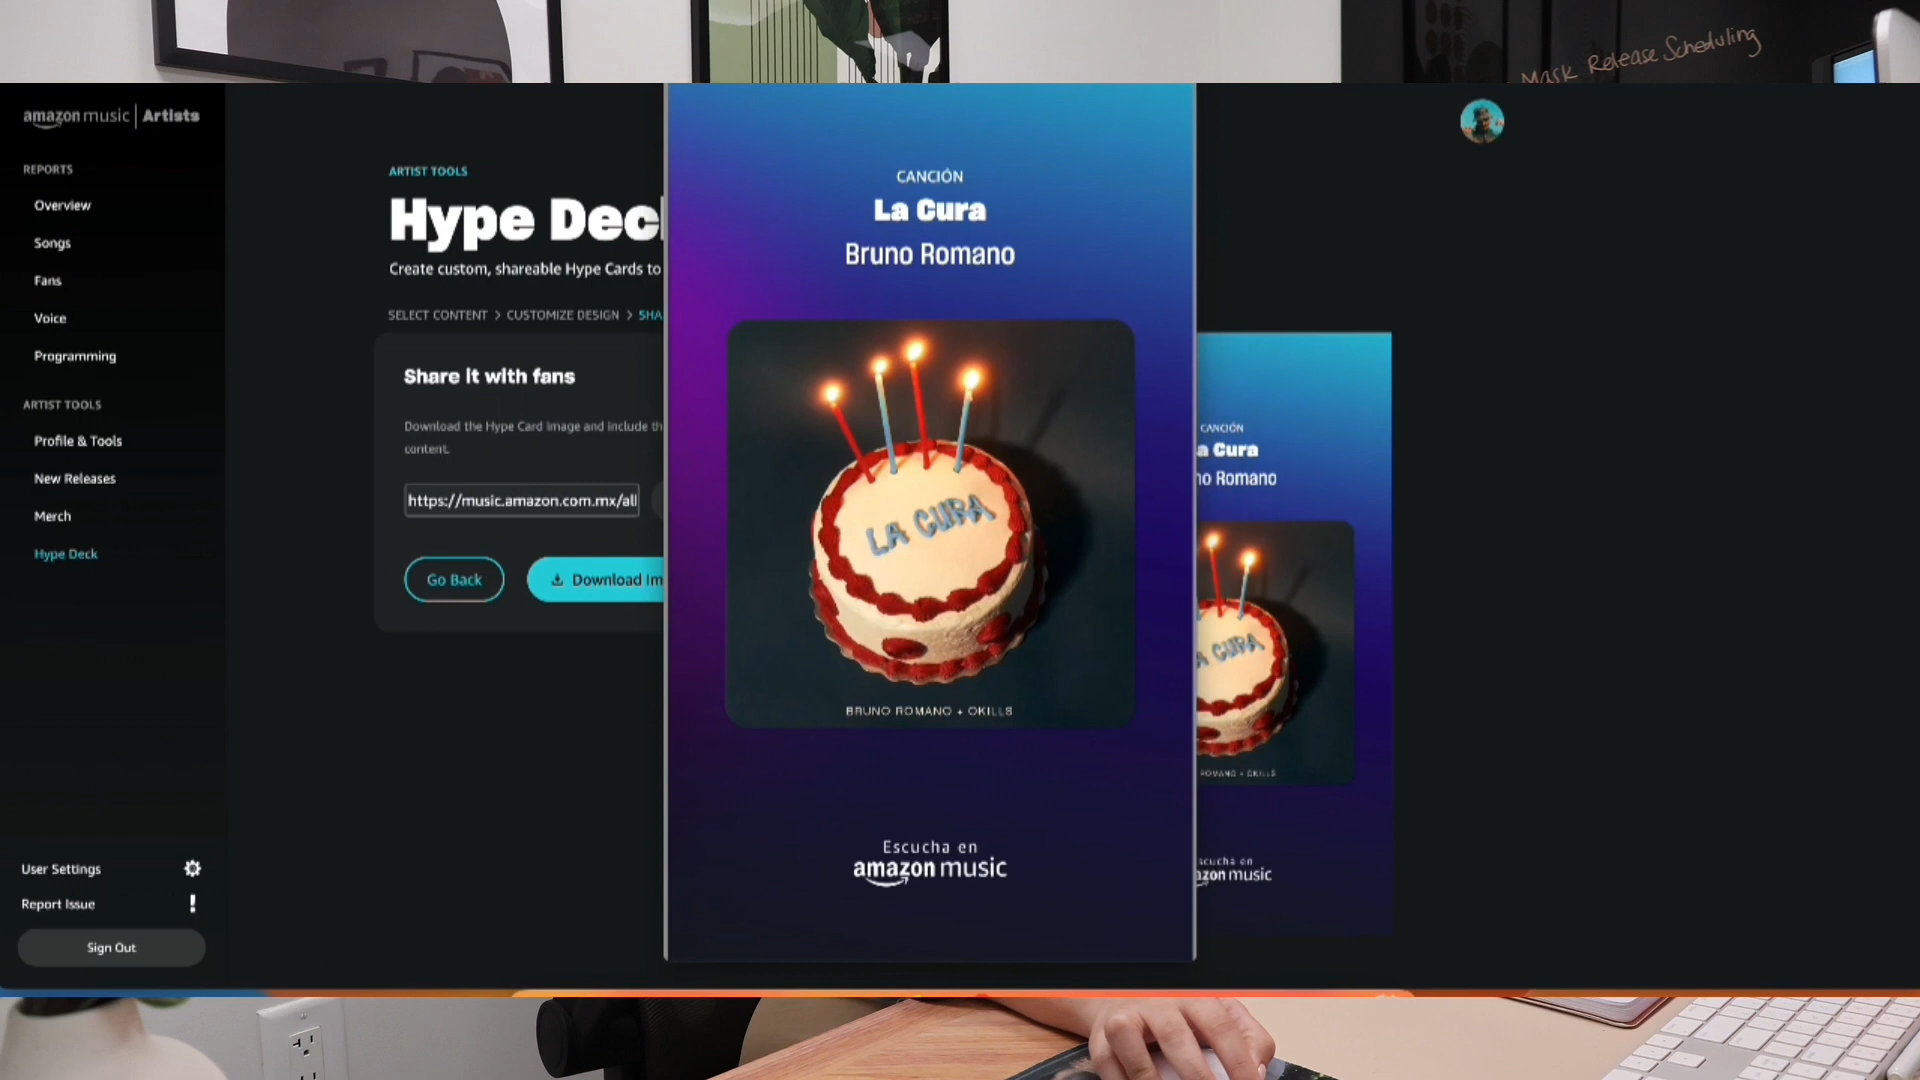 Mask Release Scheduling
amazon music | Artists
REPORTS
Overview
Songs
Fans
Voice
Programming
ARTIST TOOLS
Profile & Tools
New Releases
Merch
Hype Deck
User Settings
Report Issue
Sign Out
ARTIST TOOLS
Hype Dec
Create custom, shareable Hype Cards to
SELECT CONTENT > CUSTOMIZE DESIGN > SHA
Share it with fans
Download the Hype Card image and include th
content.
https://music.amazon.com.mx/all
Go Back
Download Im
CANCIÓN
La Cura
Bruno Romano
LA CURA
BRUNO ROMANO + OKILLS
Escucha en
amazon music
CANCIÓN
a Cura
no Romano
A CURA
ROMANO + OKILLS
scucha en
azon music